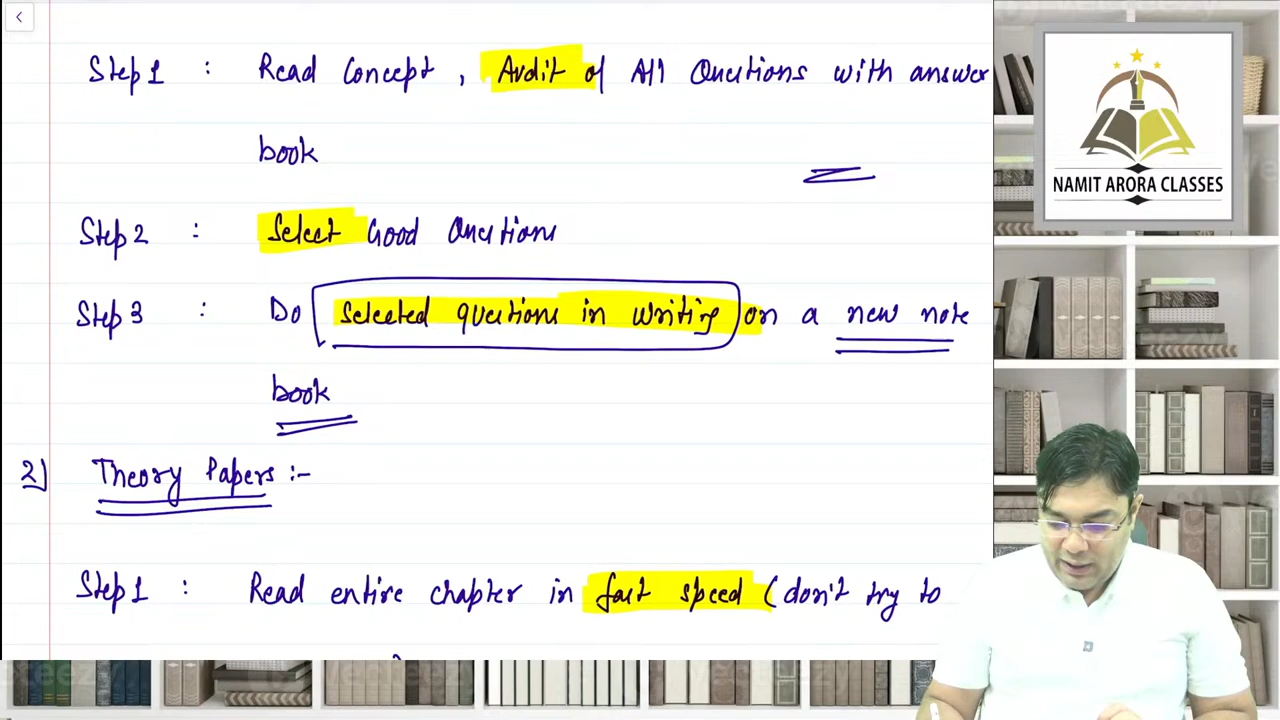 Step 1 : Read Concept, Audit of All Questions with answer
book
Step 2 : Select Good Questions
Step 3 : Do Selected questions in writing on a new note
book
2) Theory Papers :-
Step 1 : Read entire chapter in fast speed (don't try to
NAMIT ARORA CLASSES